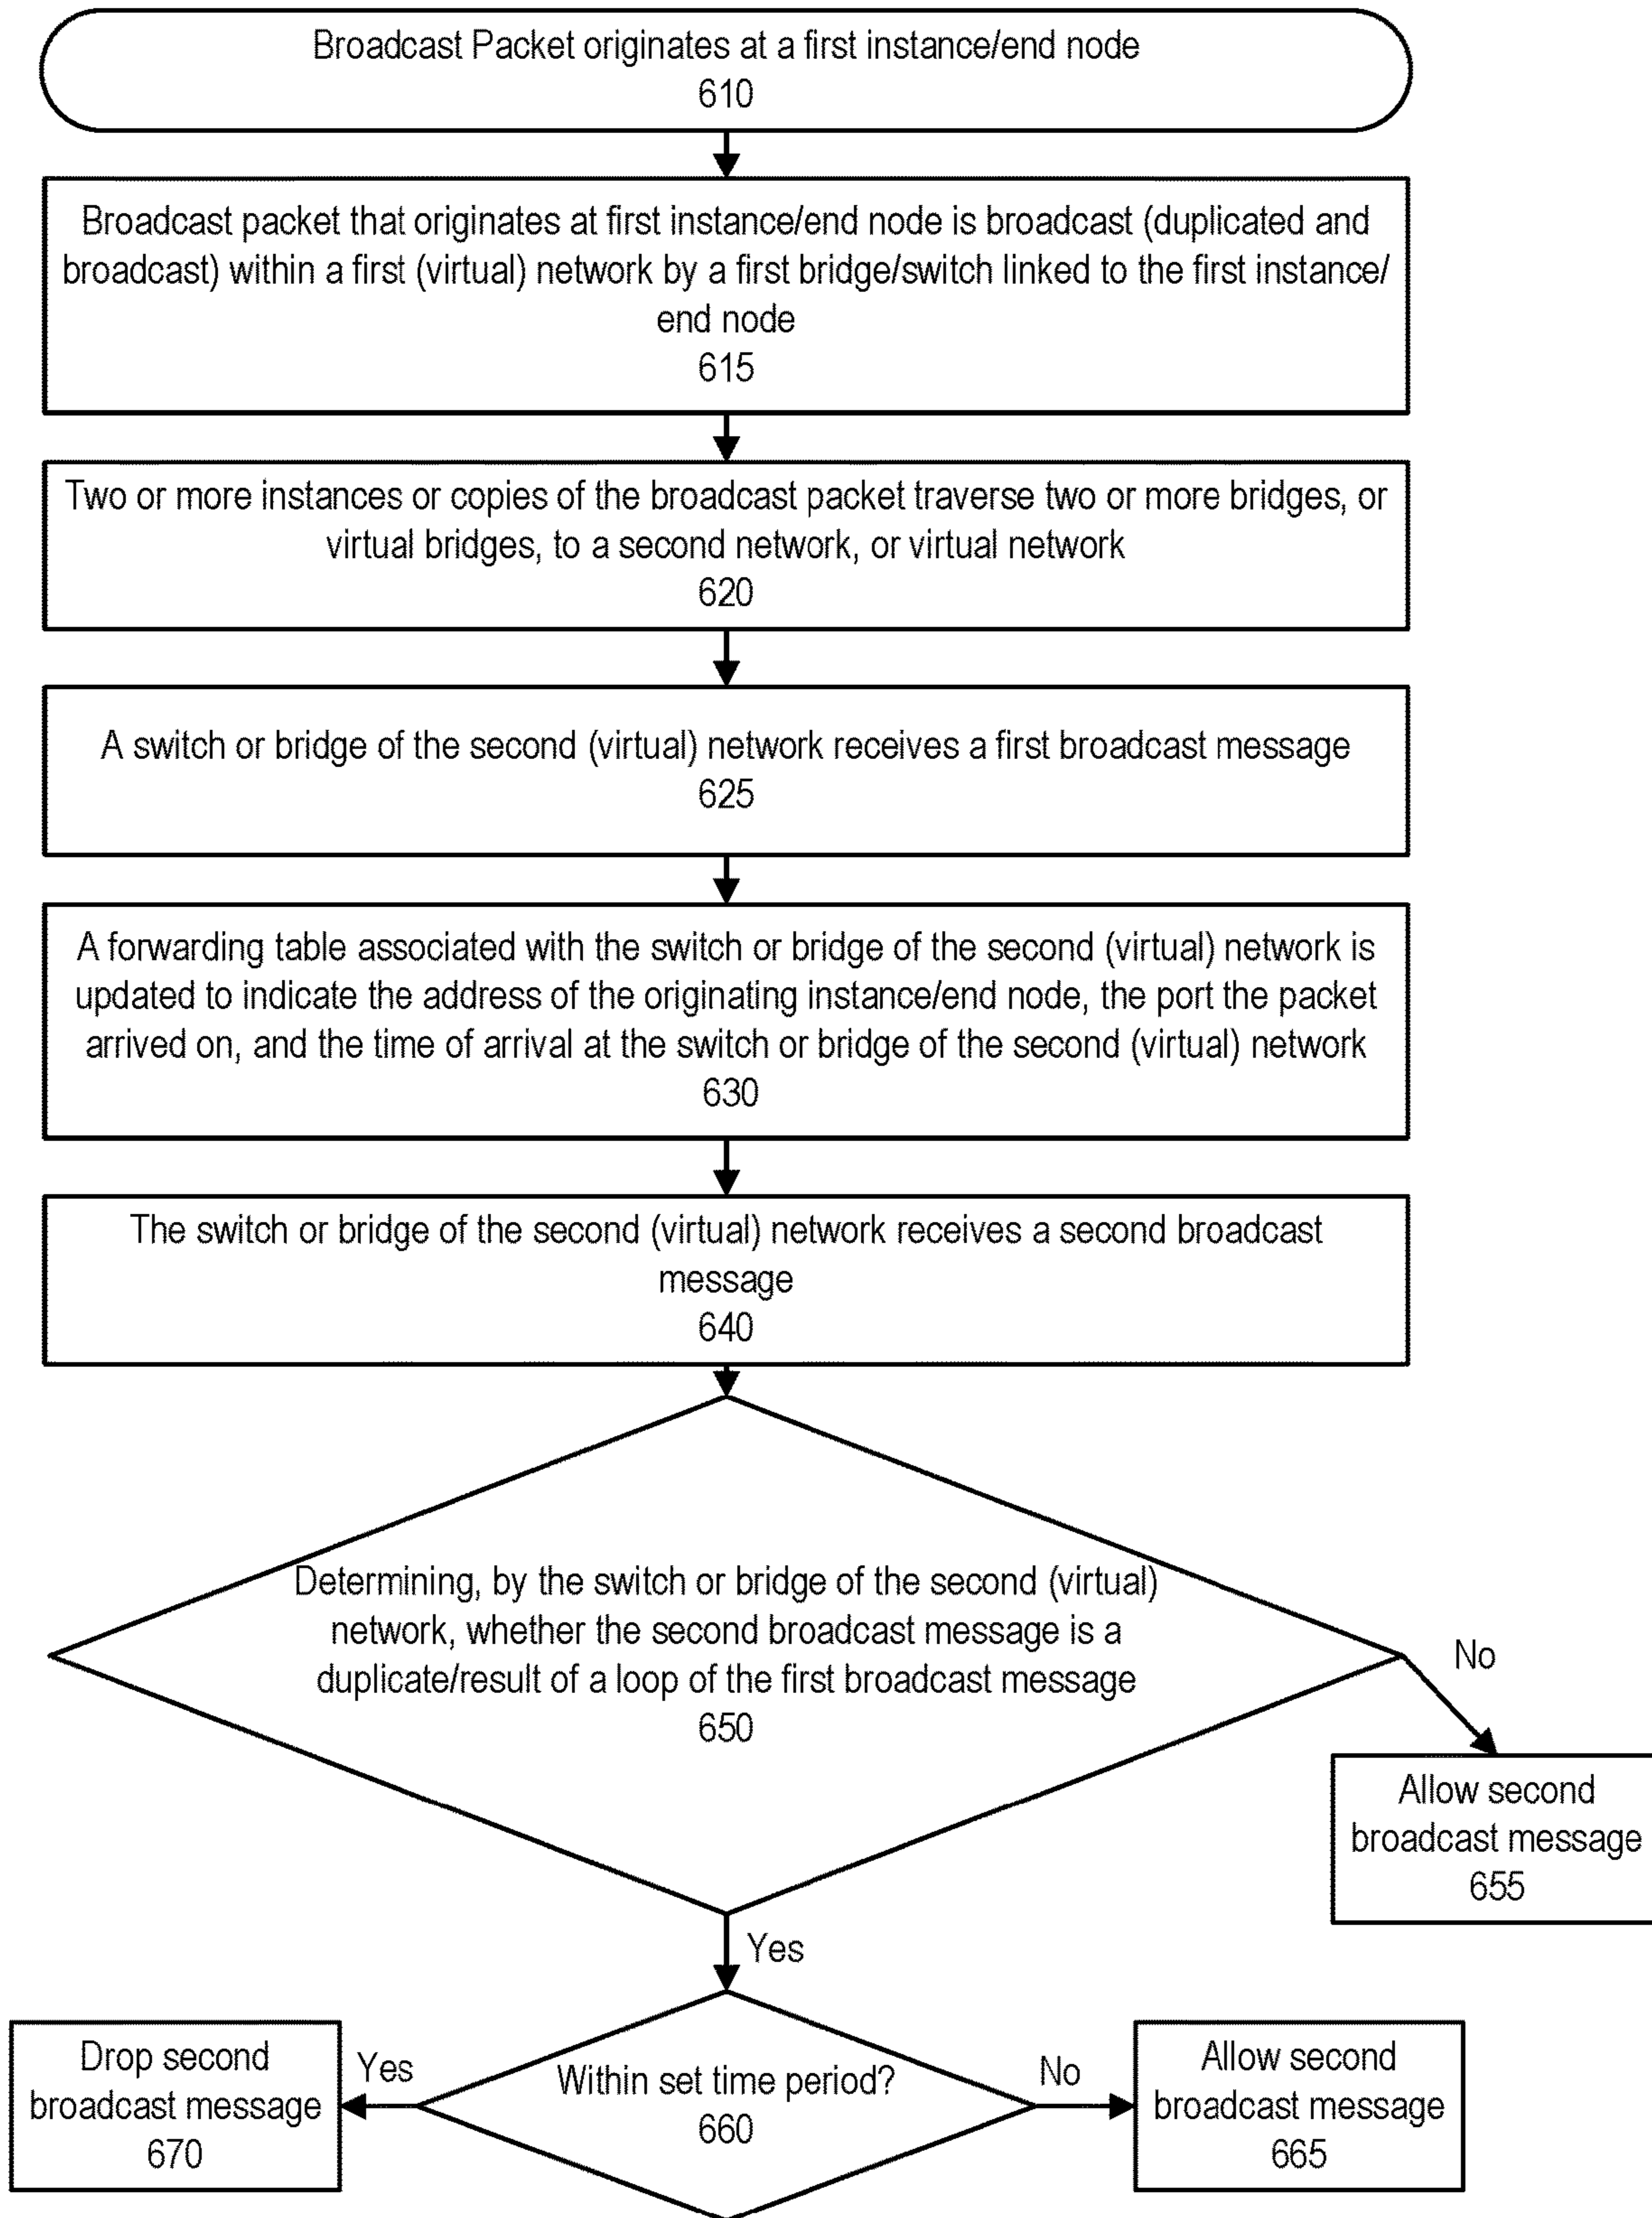 Broadcast Packet originates at a first instance/end node
610
Broadcast packet that originates at first instance/end node is broadcast (duplicated and
broadcast) within a first (virtual) network by a first bridge/switch linked to the first instance/
end node
615
Two or more instances or copies of the broadcast packet traverse two or more bridges, or
virtual bridges, to a second network, or virtual network
620
A switch or bridge of the second (virtual) network receives a first broadcast message
625
A forwarding table associated with the switch or bridge of the second (virtual) network is
updated to indicate the address of the originating instance/end node, the port the packet
arrived on, and the time of arrival at the switch or bridge of the second (virtual) network
630
The switch or bridge of the second (virtual) network receives a second broadcast
message
640
Determining, by the switch or bridge of the second (virtual)
network, whether the second broadcast message is a
duplicate/result of a loop of the first broadcast message
650
No
Allow second
broadcast message
655
Yes
Within set time period?
660
Yes
Drop second
broadcast message
670
No
Allow second
broadcast message
665